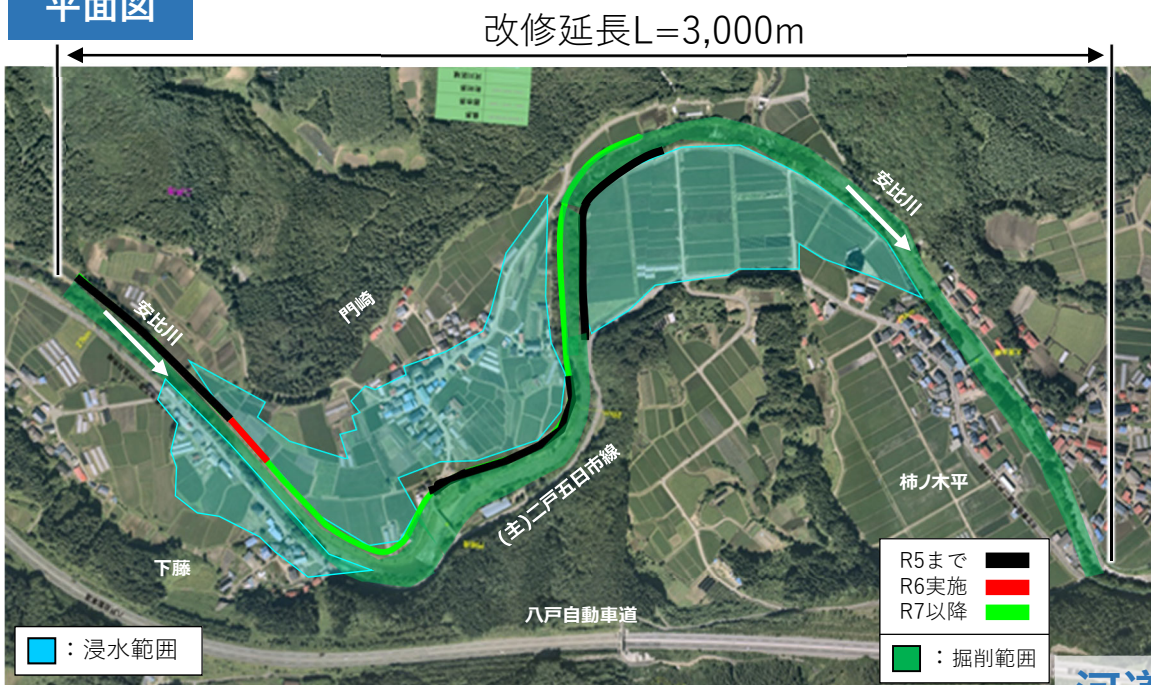 平面図
改修延長L=3,000m
安比川
門崎
安比川
(主)二戸五日市線
柿ノ木平
下藤
八戸自動車道
R5まで
R6実施
R7以降
：浸水範囲
：掘削範囲